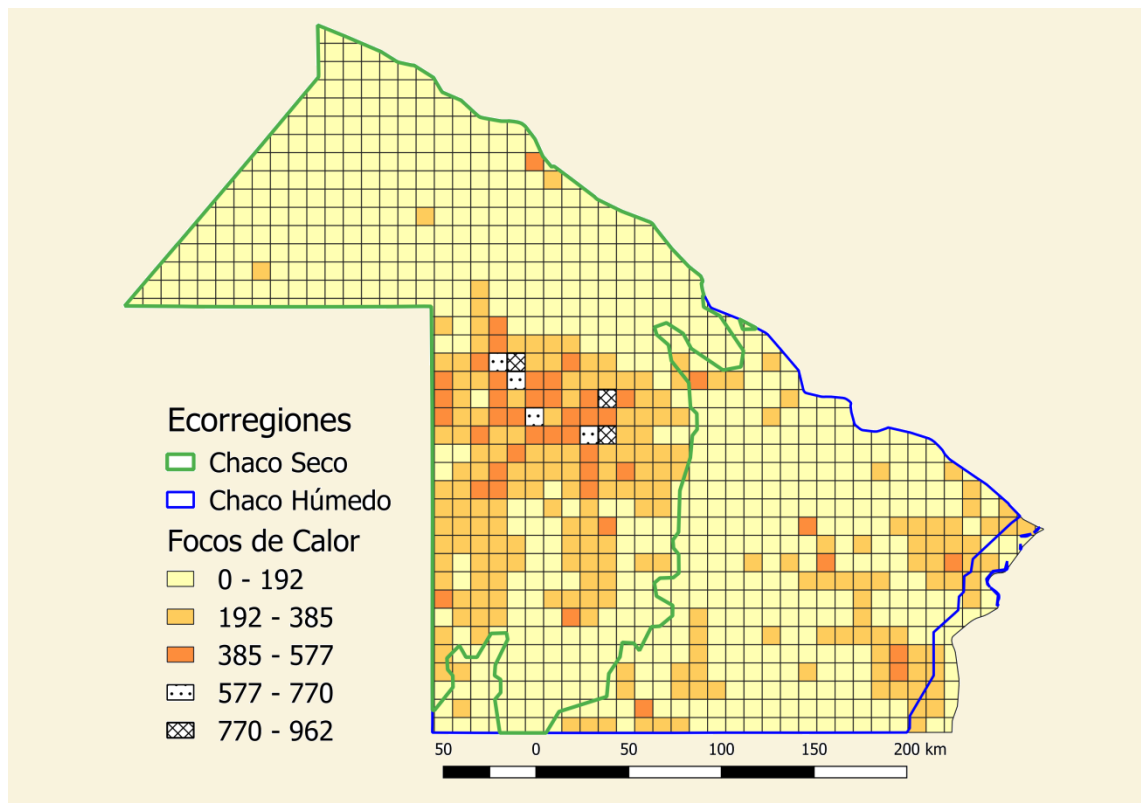 Ecorregiones
Chaco Seco
Chaco Húmedo
Focos de Calor
0 - 192
192 - 385
385 - 577
577 - 770
770 - 962
50 0 50 100 150 200 km